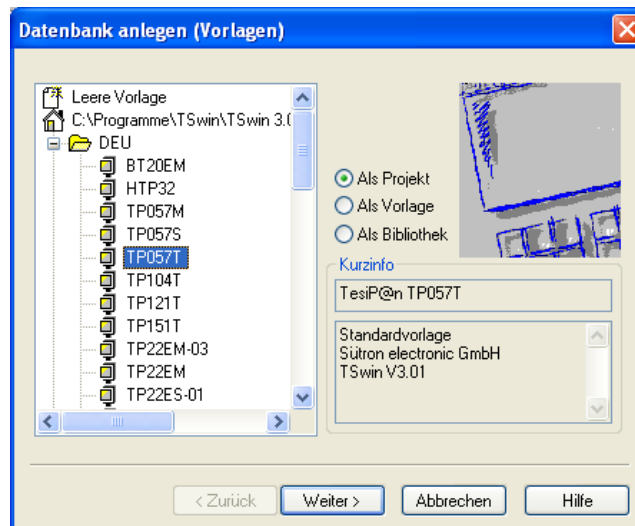 Datenbank anlegen (Vorlagen)
Leere Vorlage
C:\Programme\TSwin\TSwin 3.0
DEU
BT20EM
HTP32
TP057M
TP057S
TP057T
TP104T
TP121T
TP151T
TP22EM-03
TP22EM
TP22ES-01
Als Projekt
Als Vorlage
Als Bibliothek
Kurzinfo
TesiP@n TP057T
Standardvorlage
Sütron electronic GmbH
TSwin V3.01
< Zurück
Weiter >
Abbrechen
Hilfe